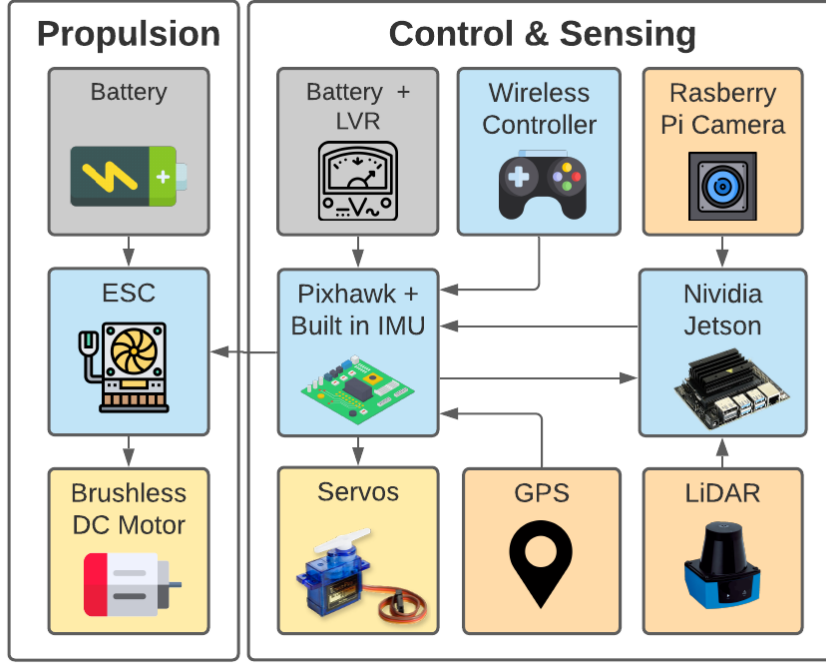 Propulsion
Control & Sensing
Battery
Battery +
LVR
Wireless
Controller
Rasberry
Pi Camera
ESC
Pixhawk +
Built in IMU
Nividia
Jetson
Brushless
DC Motor
Servos
GPS
LiDAR